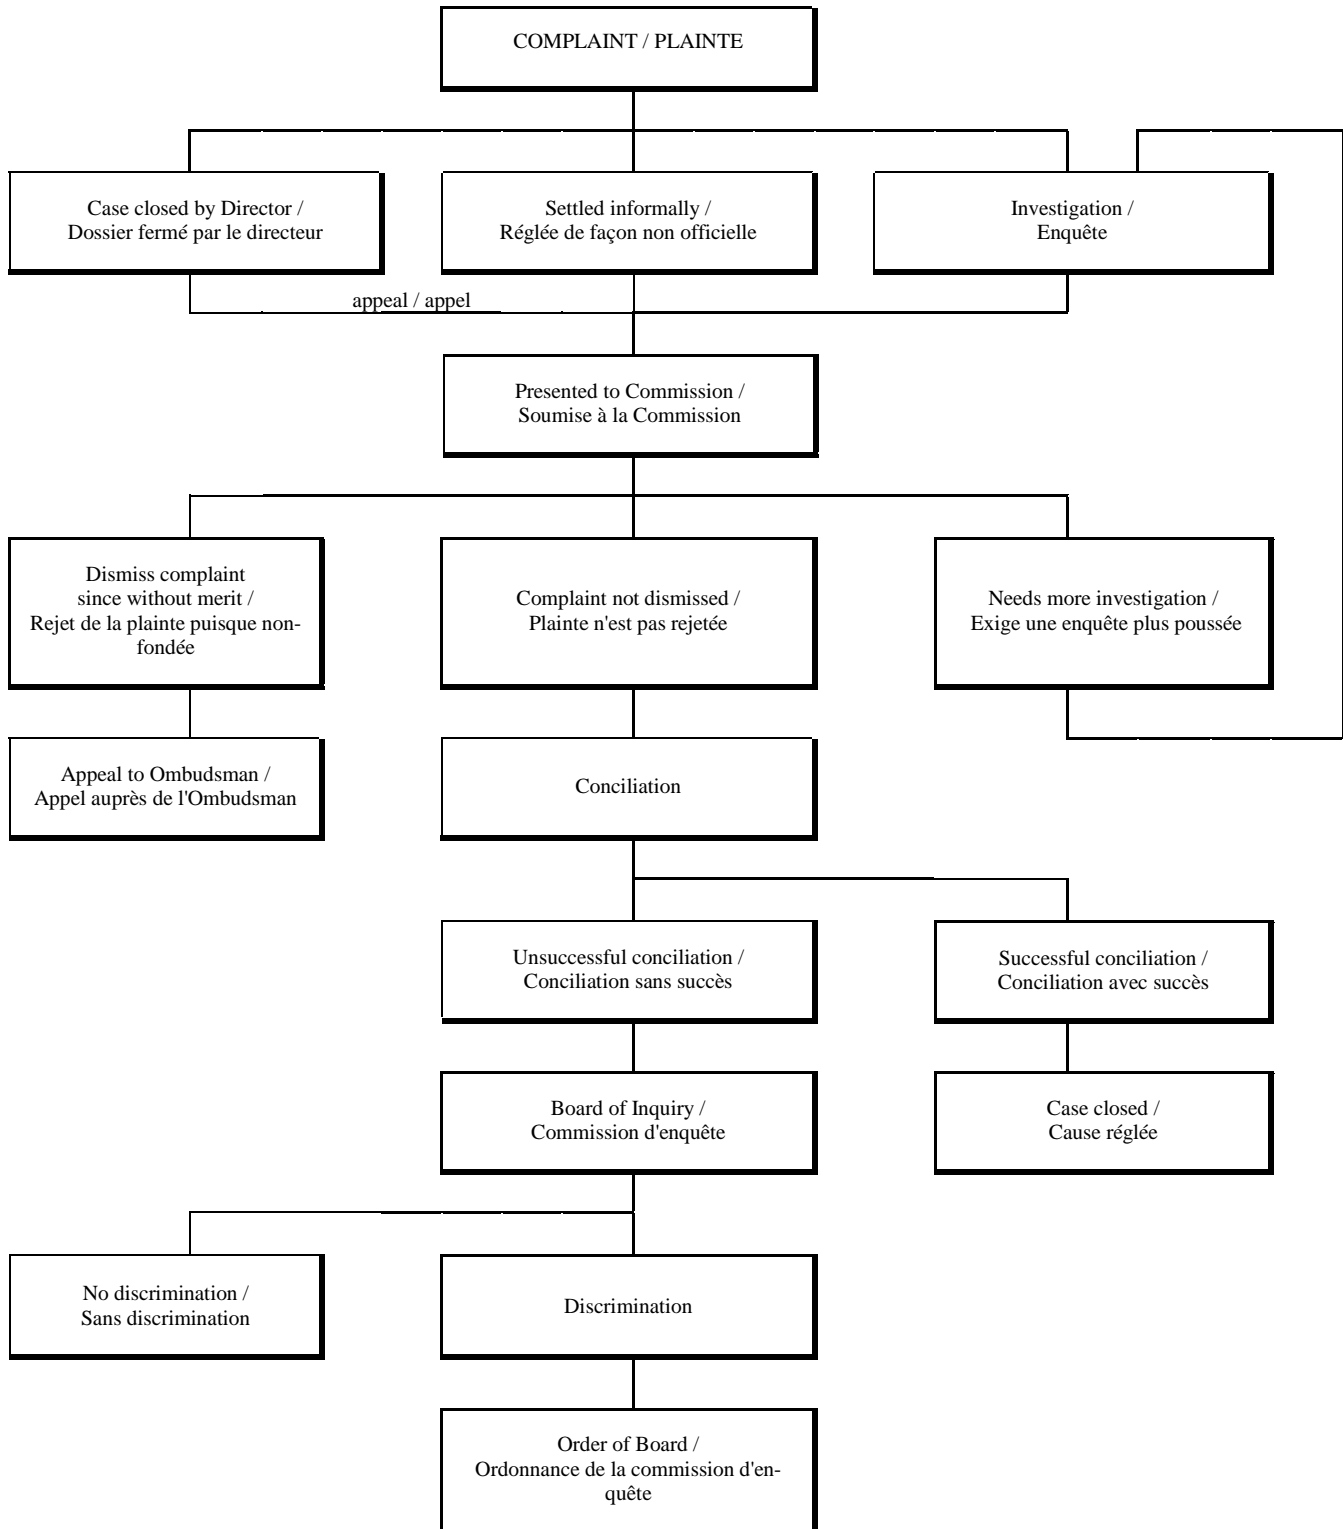 COMPLAINT / PLAINTE
Case closed by Director /
Dossier fermé par le directeur
Settled informally /
Réglée de façon non officielle
Investigation /
Enquête
appeal / appel
Presented to Commission /
Soumise à la Commission
Dismiss complaint
since without merit /
Rejet de la plainte puisque non-
fondée
Complaint not dismissed /
Plainte n'est pas rejetée
Needs more investigation /
Exige une enquête plus poussée
Appeal to Ombudsman /
Appel auprès de l'Ombudsman
Conciliation
Unsuccessful conciliation /
Conciliation sans succès
Successful conciliation /
Conciliation avec succès
Board of Inquiry /
Commission d'enquête
Case closed /
Cause réglée
No discrimination /
Sans discrimination
Discrimination
Order of Board /
Ordonnance de la commission d'en-
quête